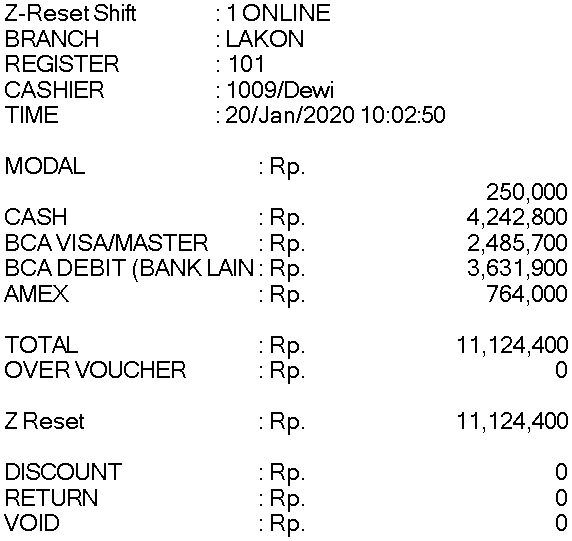 Z-Reset Shift : 1 ONLINE
BRANCH : LAKON
REGISTER : 101
CASHIER : 1009/Dewi
TIME : 20/Jan/2020 10:02:50
MODAL : Rp.
250,000
CASH : Rp. 4,242,800
BCA VISA/MASTER : Rp. 2,485,700
BCA DEBIT (BANK LAIN : Rp. 3,631,900
AMEX : Rp. 764,000
TOTAL : Rp. 11,124,400
OVER VOUCHER : Rp. 0
Z Reset : Rp. 11,124,400
DISCOUNT : Rp. 0
RETURN : Rp. 0
VOID : Rp. 0